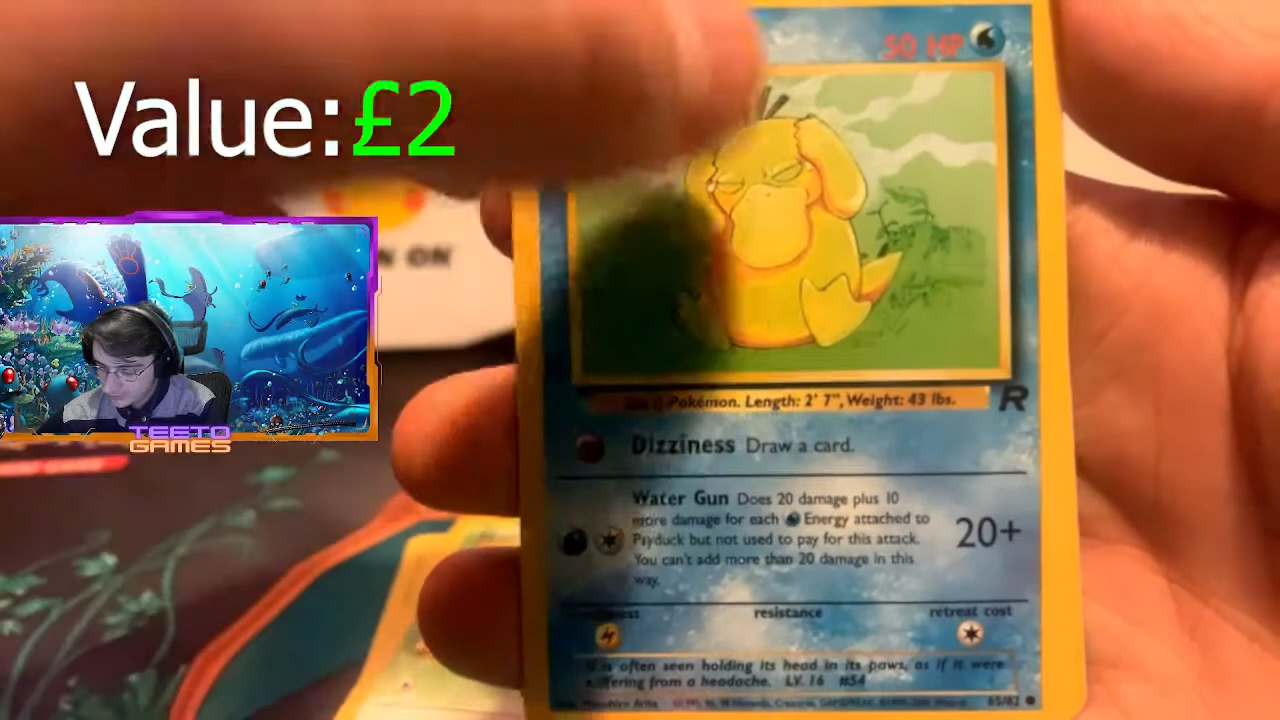 Value:£2
50 HP
N ON
TEETO
GAMES
Pokémon. Length: 2' 7", Weight: 43 lbs.
R
Dizziness Draw a card.
Water Gun Does 20 damage plus 10
more damage for each Energy attached to
Psyduck but not used to pay for this attack.
You can't add more than 20 damage in this
way.
20+
resistance
retreat cost
is often seen holding its head in its paws, as if it were
suffering from a headache. LV. 16 #54
65/82